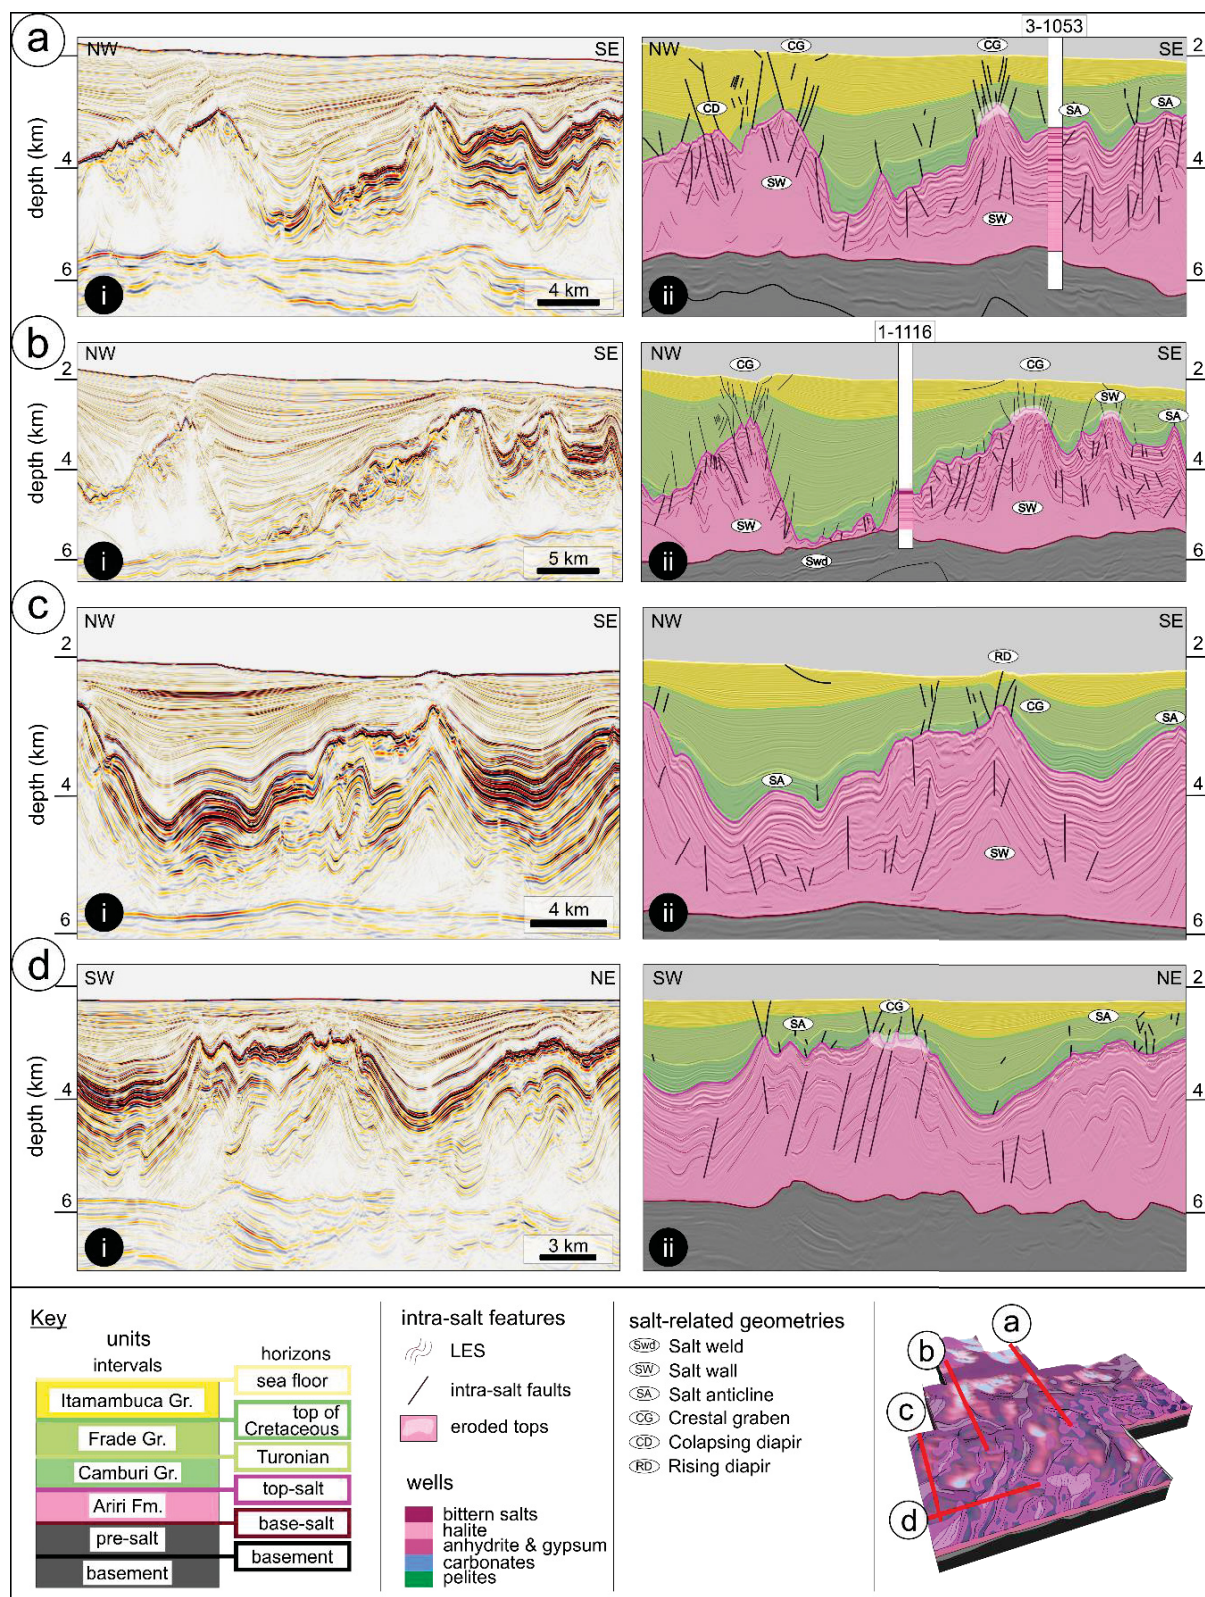 a
NW
SE
2
4
6
depth (km)
i
4 km
3-1053
NW
SE
CG
CG
CD
SA
SA
SW
SW
ii
2
4
6
b
NW
SE
2
4
6
depth (km)
i
5 km
1-1116
NW
SE
CG
CG
SW
SA
SW
SW
Swd
ii
2
4
6
c
NW
SE
2
4
6
depth (km)
i
4 km
NW
SE
RD
CG
SA
SA
SW
ii
2
4
6
d
SW
NE
2
4
6
depth (km)
i
3 km
SW
NE
CG
SA
SA
ii
2
4
6
Key
units
intervals
horizons
Itamambuca Gr.
Frade Gr.
Camburi Gr.
Ariri Fm.
pre-salt
basement
sea floor
top of
Cretaceous
Turonian
top-salt
base-salt
basement
intra-salt features
LES
intra-salt faults
eroded tops
wells
bittern salts
halite
anhydrite & gypsum
carbonates
pelites
salt-related geometries
Swd Salt weld
SW Salt wall
SA Salt anticline
CG Crestal graben
CD Colapsing diapir
RD Rising diapir
a
b
c
d